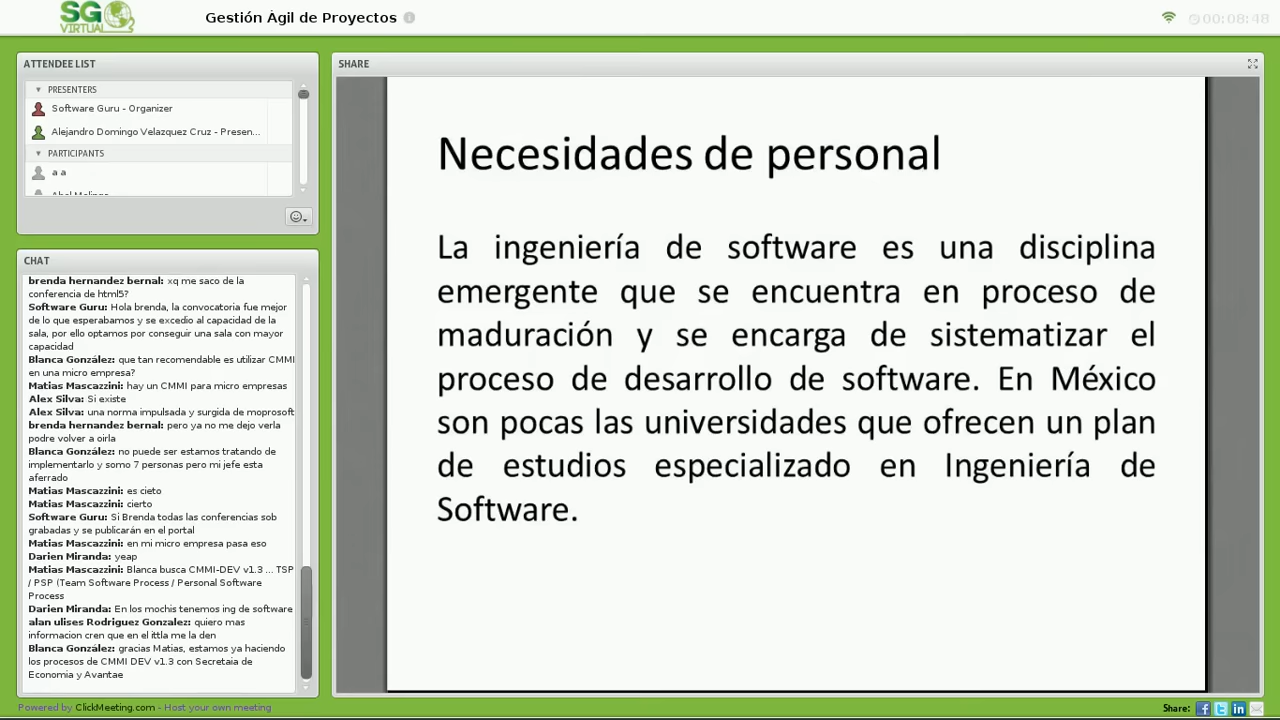 SG
VIRTUAL
Gestión Ágil de Proyectos
00:08:48
ATTENDEE LIST
PRESENTERS
Software Guru - Organizer
Alejandro Domingo Velazquez Cruz - Presen...
PARTICIPANTS
a a
CHAT
brenda hernandez bernal: xq me saco de la
conferencia de html5?
Software Guru: Hola brenda, la convocatoria fue mejor
de lo que esperabamos y se excedio al capacidad de la
sala, por ello optamos por conseguir una sala con mayor
capacidad
Blanca González: que tan recomendable es utilizar CMMI
en una micro empresa?
Matias Mascazzini: hay un CMMI para micro empresas
Alex Silva: Si existe
Alex Silva: una norma impulsada y surgida de moprosoft
brenda hernandez bernal: pero ya no me dejo verla
podre volver a oirla
Blanca González: no puede ser estamos tratando de
implementarlo y somo 7 personas pero mi jefe esta
aferrado
Matias Mascazzini: es cieto
Matias Mascazzini: cierto
Software Guru: Si Brenda todas las conferencias sob
grabadas y se publicarán en el portal
Matias Mascazzini: en mi micro empresa pasa eso
Darien Miranda: yeap
Matias Mascazzini: Blanca busca CMMI-DEV v1.3 ... TSP
/ PSP (Team Software Process / Personal Software
Process
Darien Miranda: En los mochis tenemos ing de software
alan ulises Rodriguez Gonzalez: quiero mas
informacion cren que en el ittla me la den
Blanca González: gracias Matias, estamos ya haciendo
los procesos de CMMI DEV v1.3 con Secretaia de
Economia y Avantae
SHARE
Necesidades de personal
La ingeniería de software es una disciplina
emergente que se encuentra en proceso de
maduración y se encarga de sistematizar el
proceso de desarrollo de software. En México
son pocas las universidades que ofrecen un plan
de estudios especializado en Ingeniería de
Software.
Powered by ClickMeeting.com - Host your own meeting
Share: